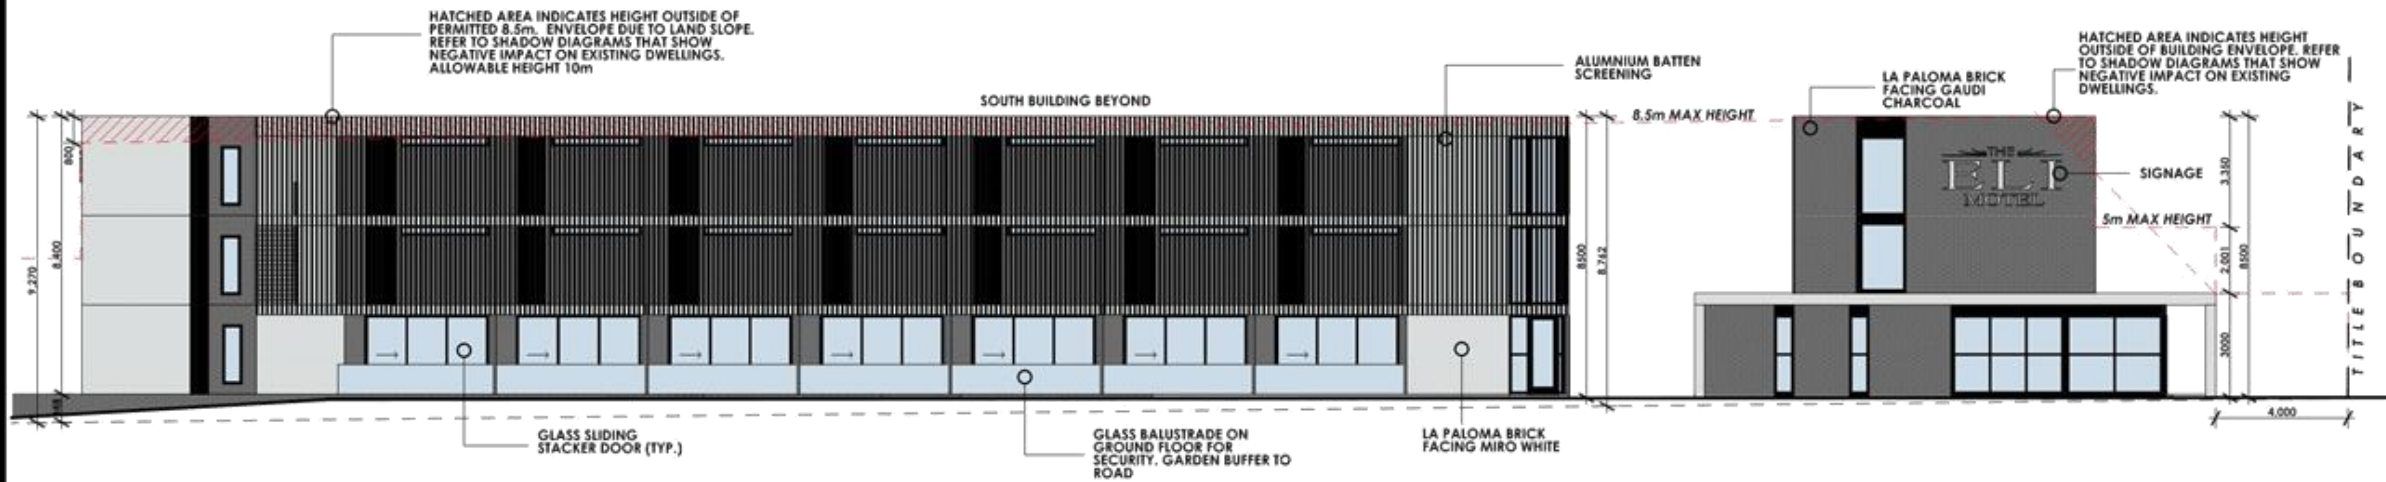 HATCHED AREA INDICATES HEIGHT OUTSIDE OF
PERMITTED 8.5m. ENVELOPE DUE TO LAND SLOPE.
REFER TO SHADOW DIAGRAMS THAT SHOW
NEGATIVE IMPACT ON EXISTING DWELLINGS.
ALLOWABLE HEIGHT 10m
SOUTH BUILDING BEYOND
ALUMNIUM BATTEN
SCREENING
8.5m MAX HEIGHT
LA PALOMA BRICK
FACING GAUDI
CHARCOAL
HATCHED AREA INDICATES HEIGHT
OUTSIDE OF BUILDING ENVELOPE. REFER
TO SHADOW DIAGRAMS THAT SHOW
NEGATIVE IMPACT ON EXISTING
DWELLINGS.
THE
ELI
MOTEL
SIGNAGE
5m MAX HEIGHT
TITLE BOUNDARY
800
9,270
8,400
8500
8,762
3,350
2,001
8500
3000
4,000
GLASS SLIDING
STACKER DOOR (TYP.)
GLASS BALUSTRADE ON
GROUND FLOOR FOR
SECURITY. GARDEN BUFFER TO
ROAD
LA PALOMA BRICK
FACING MIRO WHITE